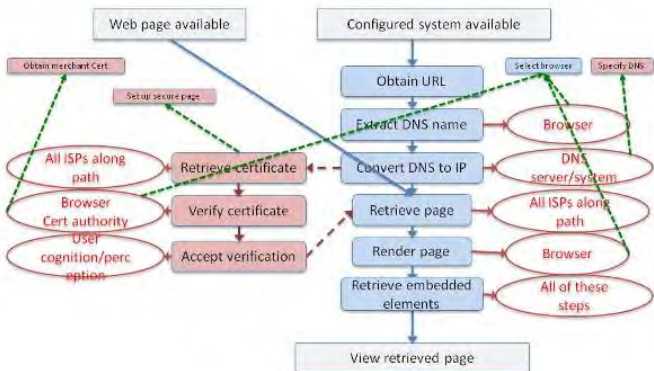 Web page available
Configured system available
Obtain merchant Cert
Select browser
Specify DNS
Obtain URL
Set up secure page
Extract DNS name
Browser
All ISPs along
path
Retrieve certificate
Convert DNS to IP
DNS
server/system
Browser
Cert authority
Verify certificate
Retrieve page
All ISPs along
path
User
cognition/perc
eption
Accept verification
Render page
Browser
Retrieve embedded
elements
All of these
steps
View retrieved page